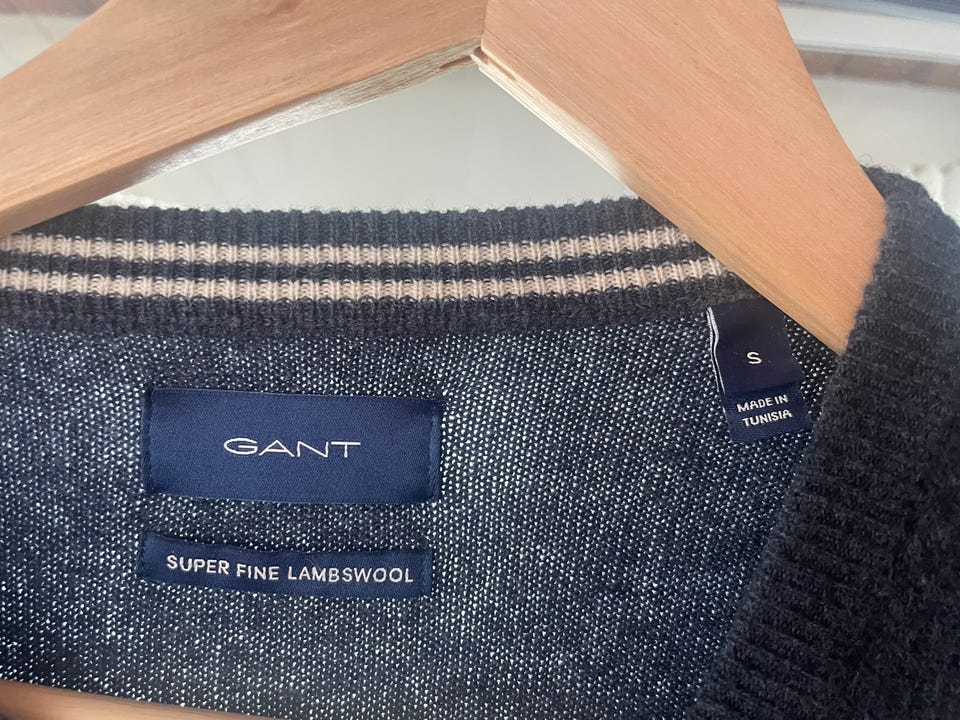 GANT
SUPER FINE LAMBSWOOL
S
MADE IN
TUNISIA